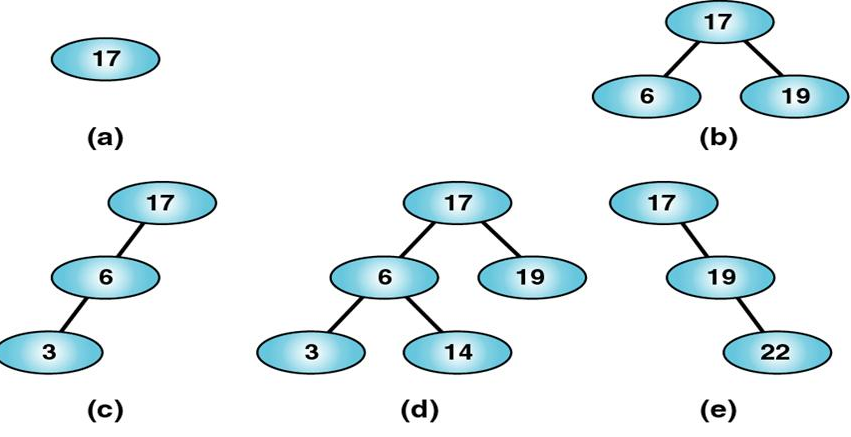 17
17
6 19
(a) (b)
17 17 17
6 6 19 19
3 3 14 22
(c) (d) (e)